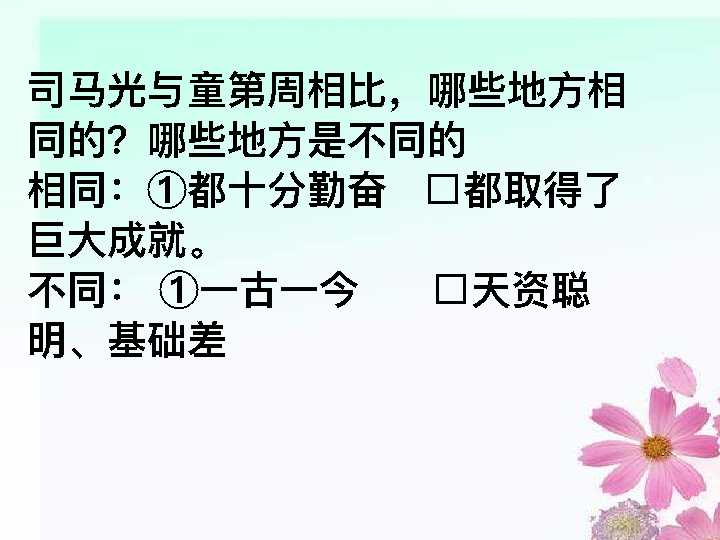 司马光与童第周相比，哪些地方相
同的？哪些地方是不同的
相同：①都十分勤奋　□都取得了
巨大成就。
不同： ①一古一今　　□天资聪
明、基础差